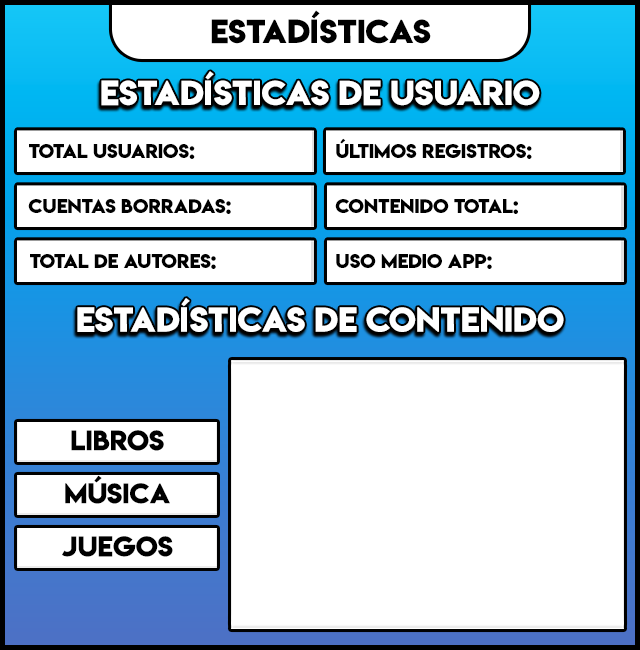 ESTADÍSTICAS
ESTADÍSTICAS DE USUARIO
TOTAL USUARIOS:
ÚLTIMOS REGISTROS:
CUENTAS BORRADAS:
CONTENIDO TOTAL:
TOTAL DE AUTORES:
USO MEDIO APP:
ESTADÍSTICAS DE CONTENIDO
LIBROS
MÚSICA
JUEGOS